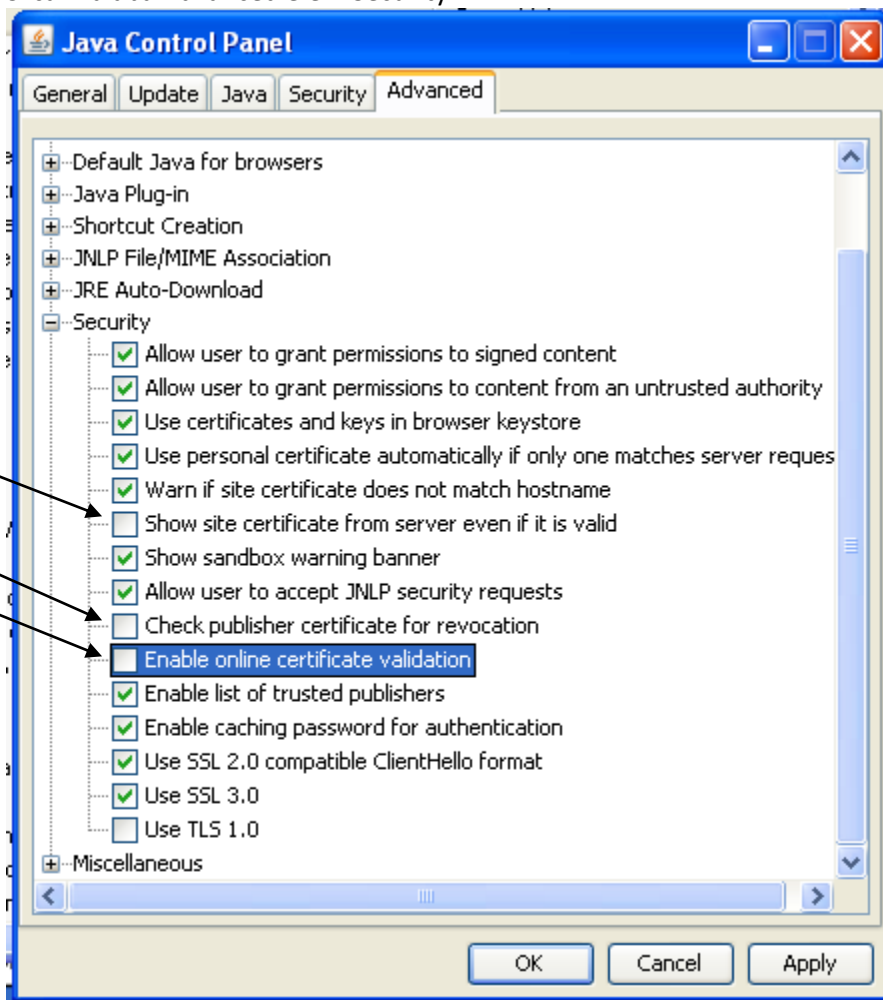 Java Control Panel
General Update Java Security Advanced
Default Java for browsers
Java Plug-in
Shortcut Creation
JNLP File/MIME Association
JRE Auto-Download
Security
Allow user to grant permissions to signed content
Allow user to grant permissions to content from an untrusted authority
Use certificates and keys in browser keystore
Use personal certificate automatically if only one matches server reques
Warn if site certificate does not match hostname
Show site certificate from server even if it is valid
Show sandbox warning banner
Allow user to accept JNLP security requests
Check publisher certificate for revocation
Enable online certificate validation
Enable list of trusted publishers
Enable caching password for authentication
Use SSL 2.0 compatible ClientHello format
Use SSL 3.0
Use TLS 1.0
Miscellaneous
OK Cancel Apply